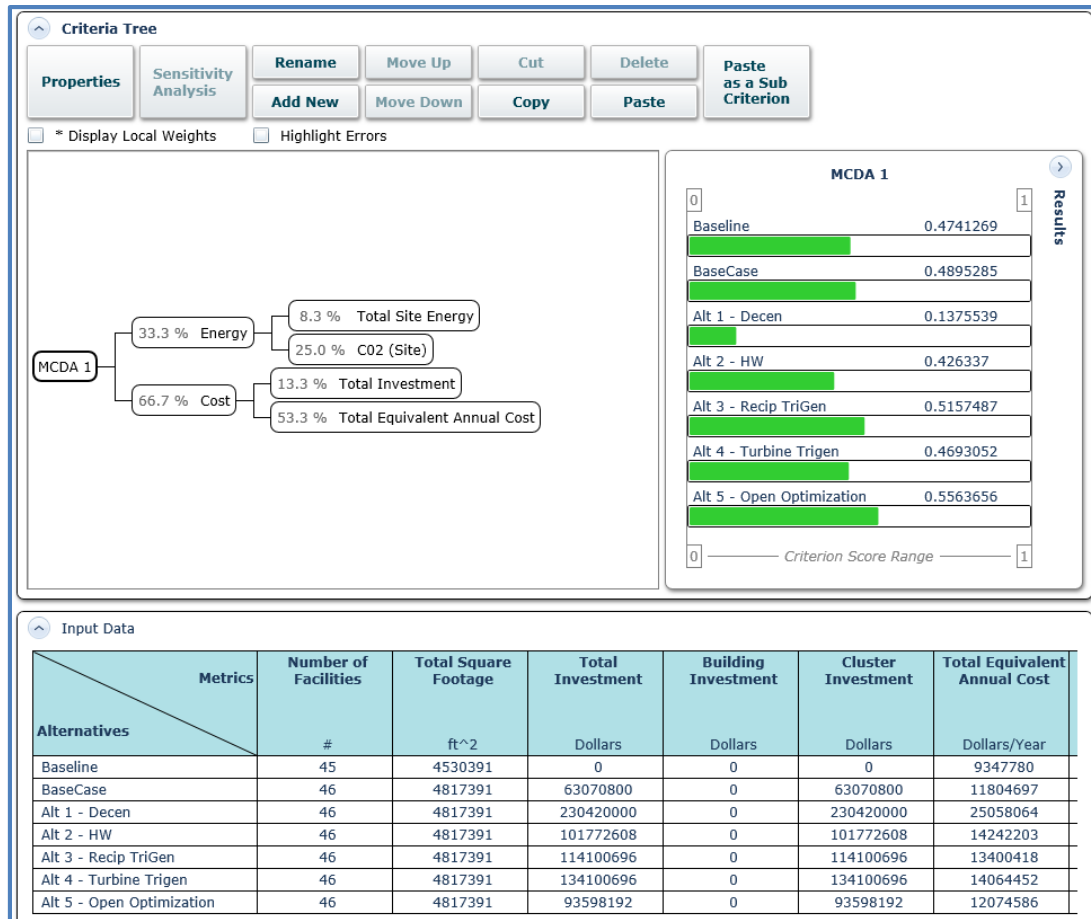 Criteria Tree
Properties
Sensitivity
Analysis
Rename
Move Up
Cut
Delete
Paste
as a Sub
Criterion
Add New
Move Down
Copy
Paste
* Display Local Weights
Highlight Errors
MCDA 1
33.3 % Energy
8.3 % Total Site Energy
25.0 % C02 (Site)
66.7 % Cost
13.3 % Total Investment
53.3 % Total Equivalent Annual Cost
MCDA 1
Results
0 1
Baseline 0.4741269
BaseCase 0.4895285
Alt 1 - Decen 0.1375539
Alt 2 - HW 0.426337
Alt 3 - Recip TriGen 0.5157487
Alt 4 - Turbine Trigen 0.4693052
Alt 5 - Open Optimization 0.5563656
0 Criterion Score Range 1
Input Data
Metrics
Alternatives
Number of
Facilities
#
Total Square
Footage
ft^2
Total
Investment
Dollars
Building
Investment
Dollars
Cluster
Investment
Dollars
Total Equivalent
Annual Cost
Dollars/Year
Baseline 45 4530391 0 0 0 9347780
BaseCase 46 4817391 63070800 0 63070800 11804697
Alt 1 - Decen 46 4817391 230420000 0 230420000 25058064
Alt 2 - HW 46 4817391 101772608 0 101772608 14242203
Alt 3 - Recip TriGen 46 4817391 114100696 0 114100696 13400418
Alt 4 - Turbine Trigen 46 4817391 134100696 0 134100696 14064452
Alt 5 - Open Optimization 46 4817391 93598192 0 93598192 12074586